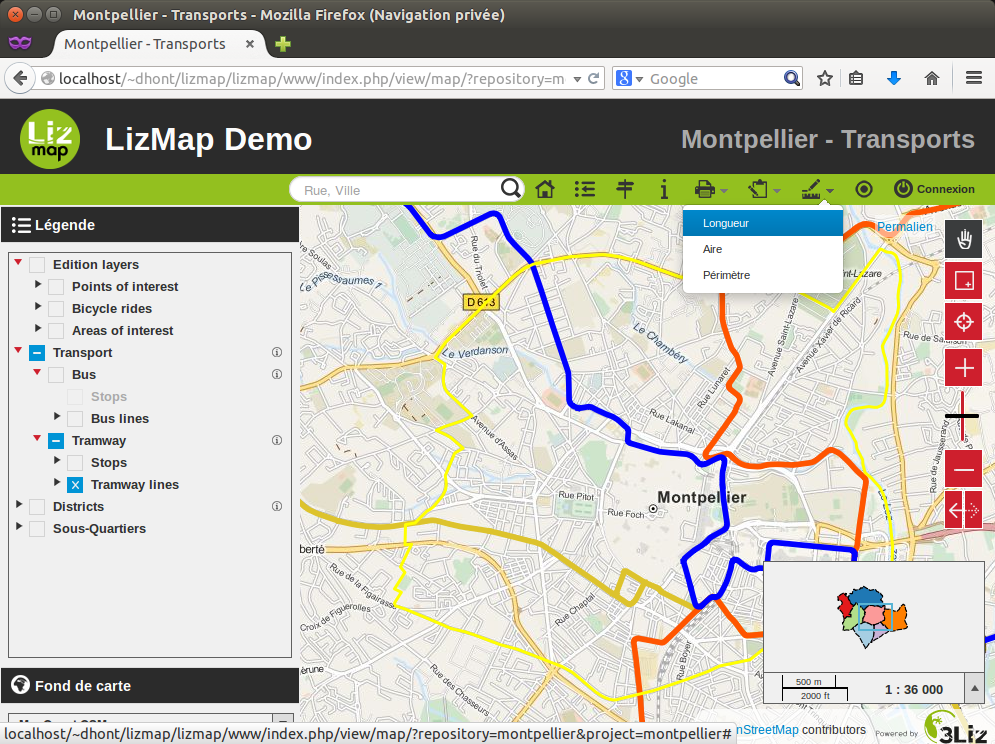 Montpellier - Transports - Mozilla Firefox (Navigation privée)
Montpellier - Transports
localhost/~dhont/lizmap/lizmap/www/index.php/view/map/?repository=m
Google
Liz
map
LizMap Demo
Montpellier - Transports
Rue, Ville
Connexion
Légende
Edition layers
Points of interest
Bicycle rides
Areas of interest
Transport
Bus
Stops
Bus lines
Tramway
Stops
Tramway lines
Districts
Sous-Quartiers
Fond de carte
Longueur
Aire
Périmètre
Permalien
Rue du Triolet
D 613
Le Verdanson
Le Chambéry
Avenue Saint-Lazare
Avenue Xavier de Ricard
Rue Lunaret
Rue Lakanal
Avenue d'Assas
Rue de Jausserand
Rue Pitot
Montpellier
Rue Foch
berté
Rue de la Figairasse
Croix de Figuerolles
Rue Chaptal
Rue des Chasseurs
Rue Boyer
500 m
2000 ft
1 : 36 000
localhost/~dhont/lizmap/lizmap/www/index.php/view/map/?repository=montpellier&project=montpellier#
nStreetMap contributors
Powered by
3Liz